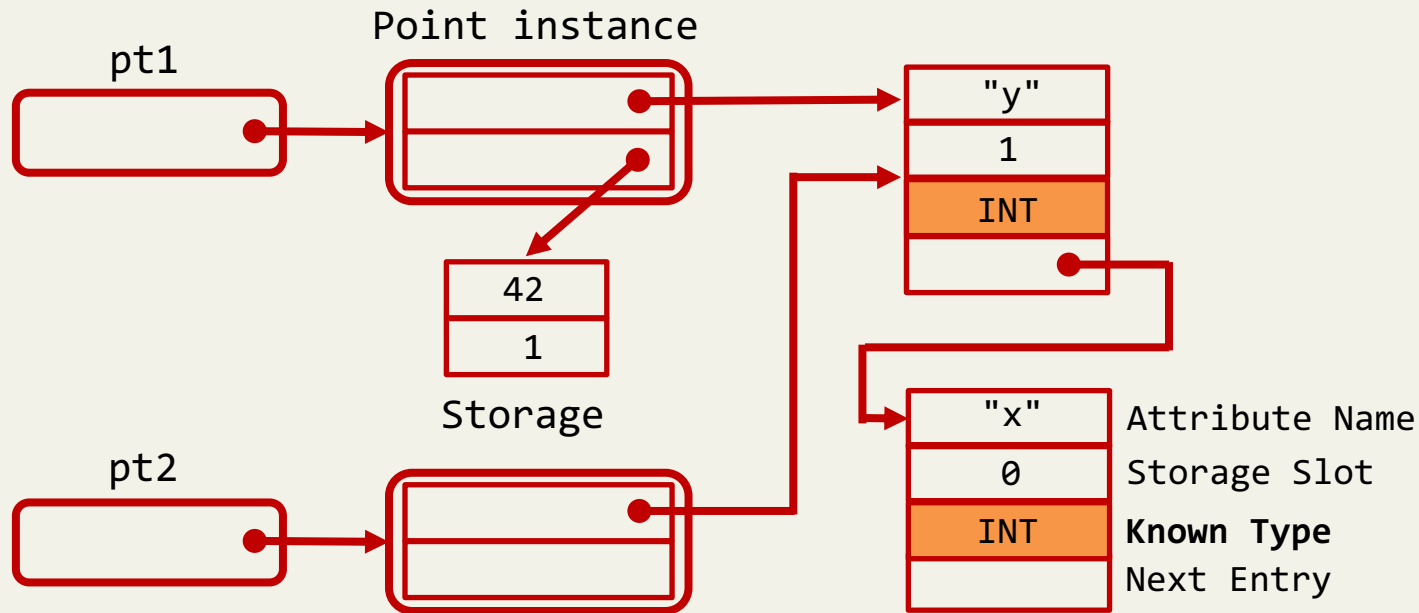 Point instance
pt1
"y"
1
INT
42
1
Storage
"x" Attribute Name
0 Storage Slot
INT Known Type
Next Entry
pt2